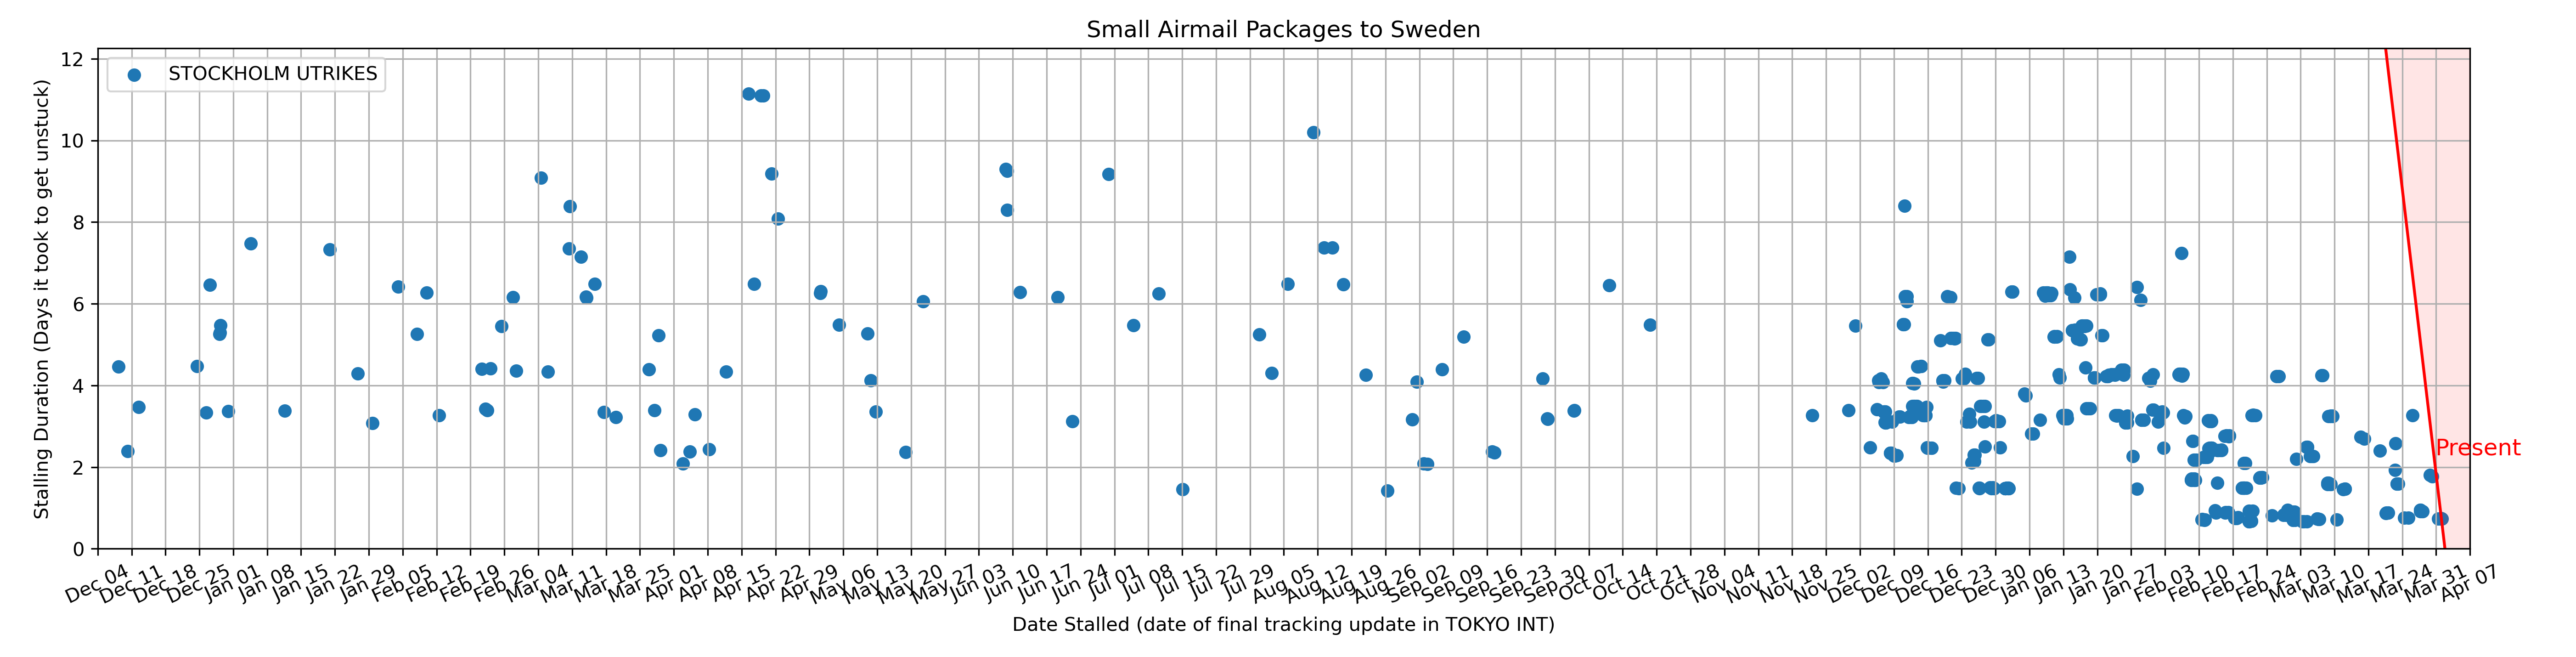 Small Airmail Packages to Sweden
STOCKHOLM UTRIKES
Stalling Duration (Days it took to get unstuck)
12
10
8
6
4
2
0
Present
Dec 04 Dec 11 Dec 18 Dec 25 Jan 01 Jan 08 Jan 15 Jan 22 Jan 29 Feb 05 Feb 12 Feb 19 Feb 26 Mar 04 Mar 11 Mar 18 Mar 25 Apr 01 Apr 08 Apr 15 Apr 22 Apr 29 May 06 May 13 May 20 May 27 Jun 03 Jun 10 Jun 17 Jun 24 Jul 01 Jul 08 Jul 15 Jul 22 Jul 29 Aug 05 Aug 12 Aug 19 Aug 26 Sep 02 Sep 09 Sep 16 Sep 23 Sep 30 Oct 07 Oct 14 Oct 21 Oct 28 Nov 04 Nov 11 Nov 18 Nov 25 Dec 02 Dec 09 Dec 16 Dec 23 Dec 30 Jan 06 Jan 13 Jan 20 Jan 27 Feb 03 Feb 10 Feb 17 Feb 24 Mar 03 Mar 10 Mar 17 Mar 24 Mar 31 Apr 07
Date Stalled (date of final tracking update in TOKYO INT)